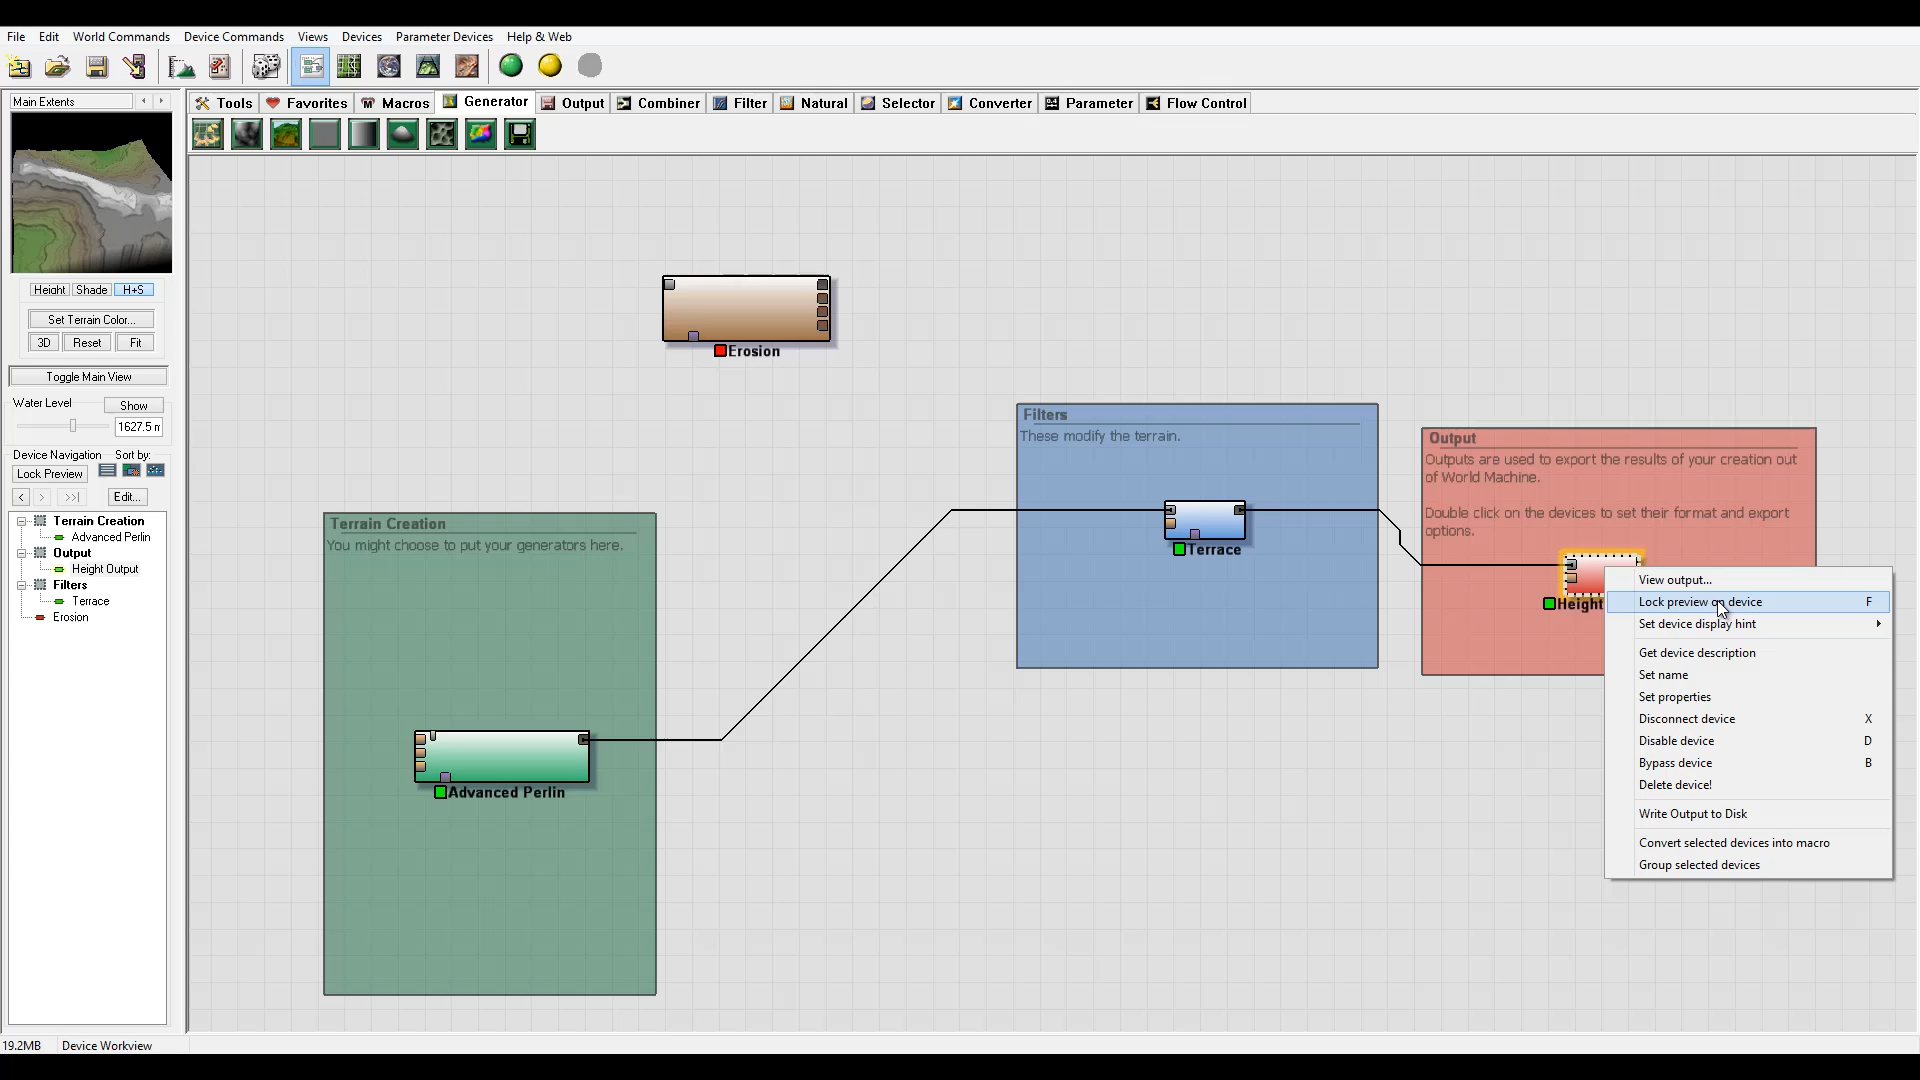 File Edit World Commands Device Commands Views Devices Parameter Devices Help & Web
Main Extents
Tools Favorites Macros Generator Output Combiner Filter Natural Selector Converter Parameter Flow Control
Height Shade H+S
Set Terrain Color...
3D Reset Fit
Toggle Main View
Water Level Show
1627.5 m
Device Navigation Sort by:
Lock Preview
< > >>| Edit...
Terrain Creation
Advanced Perlin
Output
Height Output
Filters
Terrace
Erosion
Erosion
Terrain Creation
You might choose to put your generators here.
Advanced Perlin
Filters
These modify the terrain.
Terrace
Output
Outputs are used to export the results of your creation out
of World Machine.
Double click on the devices to set their format and export
options.
Height
View output...
Lock preview on device F
Set device display hint
Get device description
Set name
Set properties
Disconnect device X
Disable device D
Bypass device B
Delete device!
Write Output to Disk
Convert selected devices into macro
Group selected devices
19.2MB Device Workview